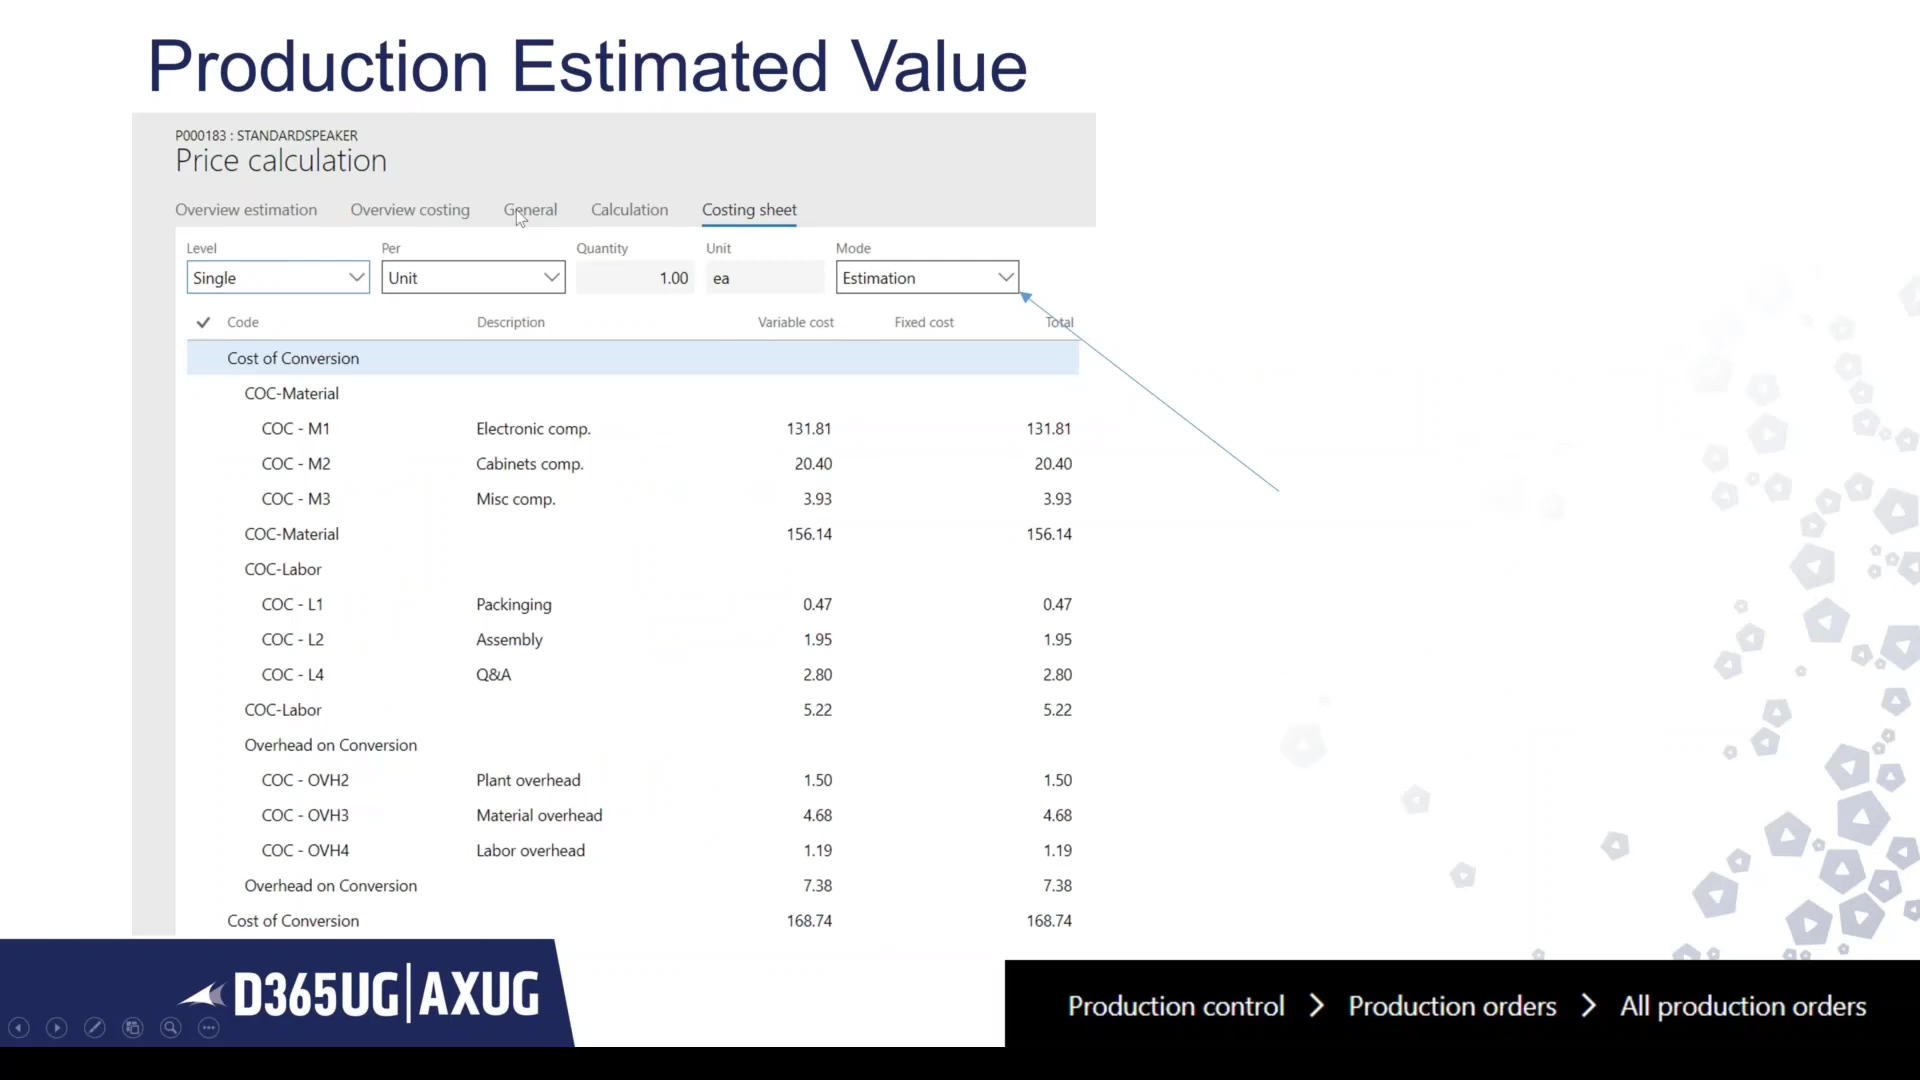 Production Estimated Value
P000183 : STANDARDSPEAKER
Price calculation
Overview estimation Overview costing General Calculation Costing sheet
Level Per Quantity Unit Mode
Single Unit 1.00 ea Estimation
Code Description Variable cost Fixed cost Total
Cost of Conversion
COC-Material
COC - M1 Electronic comp. 131.81 131.81
COC - M2 Cabinets comp. 20.40 20.40
COC - M3 Misc comp. 3.93 3.93
COC-Material 156.14 156.14
COC-Labor
COC - L1 Packinging 0.47 0.47
COC - L2 Assembly 1.95 1.95
COC - L4 Q&A 2.80 2.80
COC-Labor 5.22 5.22
Overhead on Conversion
COC - OVH2 Plant overhead 1.50 1.50
COC - OVH3 Material overhead 4.68 4.68
COC - OVH4 Labor overhead 1.19 1.19
Overhead on Conversion 7.38 7.38
Cost of Conversion 168.74 168.74
D365UG|AXUG
Production control > Production orders > All production orders